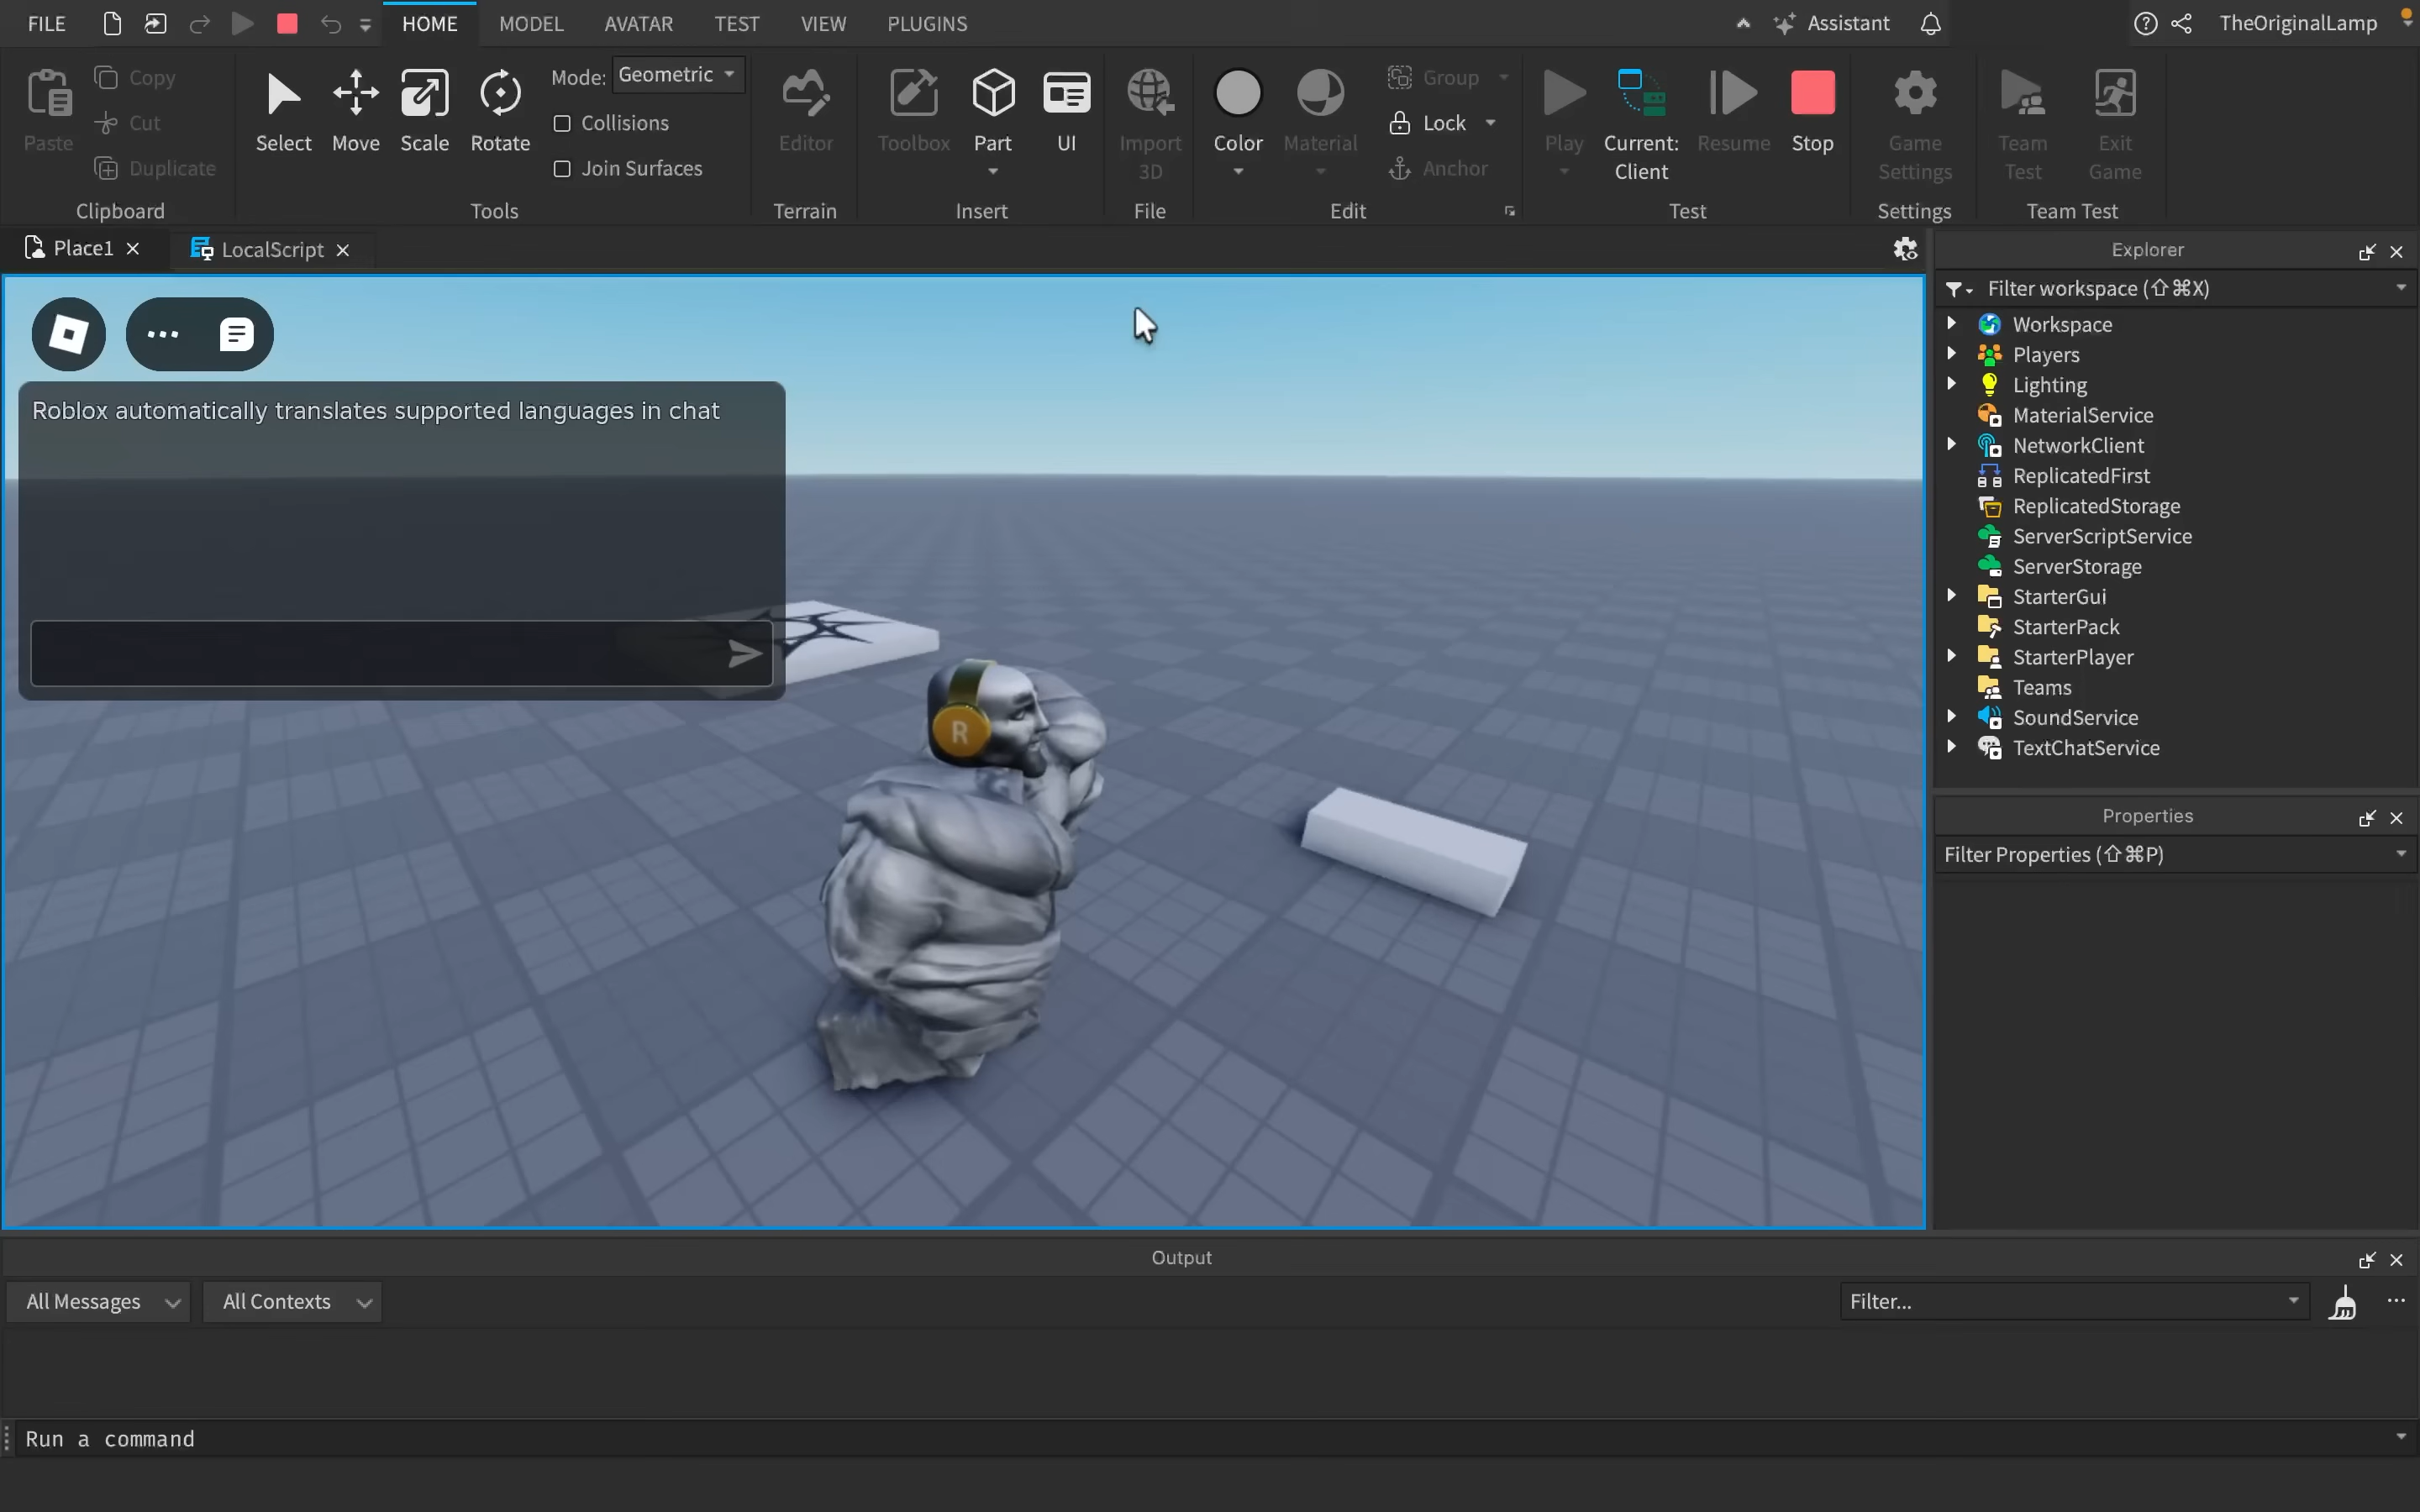 FILE HOME MODEL AVATAR TEST VIEW PLUGINS Assistant TheOriginalLamp
Paste Copy Cut Duplicate
Clipboard
Select Move Scale Rotate
Mode: Geometric
Collisions
Join Surfaces
Tools
Editor
Terrain
Toolbox Part UI
Insert
Import 3D
File
Color Material
Group
Lock
Anchor
Edit
Play
Current: Client
Resume
Stop
Test
Game Settings
Settings
Team Test
Exit Game
Team Test
Place1 LocalScript
Roblox automatically translates supported languages in chat
R
Explorer
Filter workspace (⇧⌘X)
Workspace
Players
Lighting
MaterialService
NetworkClient
ReplicatedFirst
ReplicatedStorage
ServerScriptService
ServerStorage
StarterGui
StarterPack
StarterPlayer
Teams
SoundService
TextChatService
Properties
Filter Properties (⇧⌘P)
Output
All Messages All Contexts Filter...
Run a command